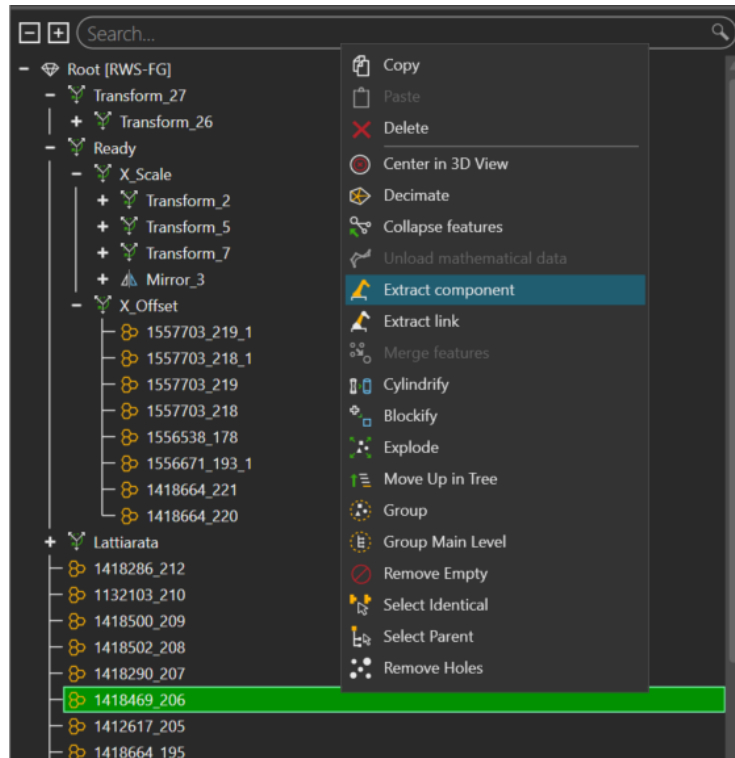 Search...
Root [RWS-FG]
Transform_27
Transform_26
Ready
X_Scale
Transform_2
Transform_5
Transform_7
Mirror_3
X_Offset
1557703_219_1
1557703_218_1
1557703_219
1557703_218
1556538_178
1556671_193_1
1418664_221
1418664_220
Lattiarata
1418286_212
1132103_210
1418500_209
1418502_208
1418290_207
1418469_206
1412617_205
1418664_195
Copy
Paste
Delete
Center in 3D View
Decimate
Collapse features
Unload mathematical data
Extract component
Extract link
Merge features
Cylindrify
Blockify
Explode
Move Up in Tree
Group
Group Main Level
Remove Empty
Select Identical
Select Parent
Remove Holes